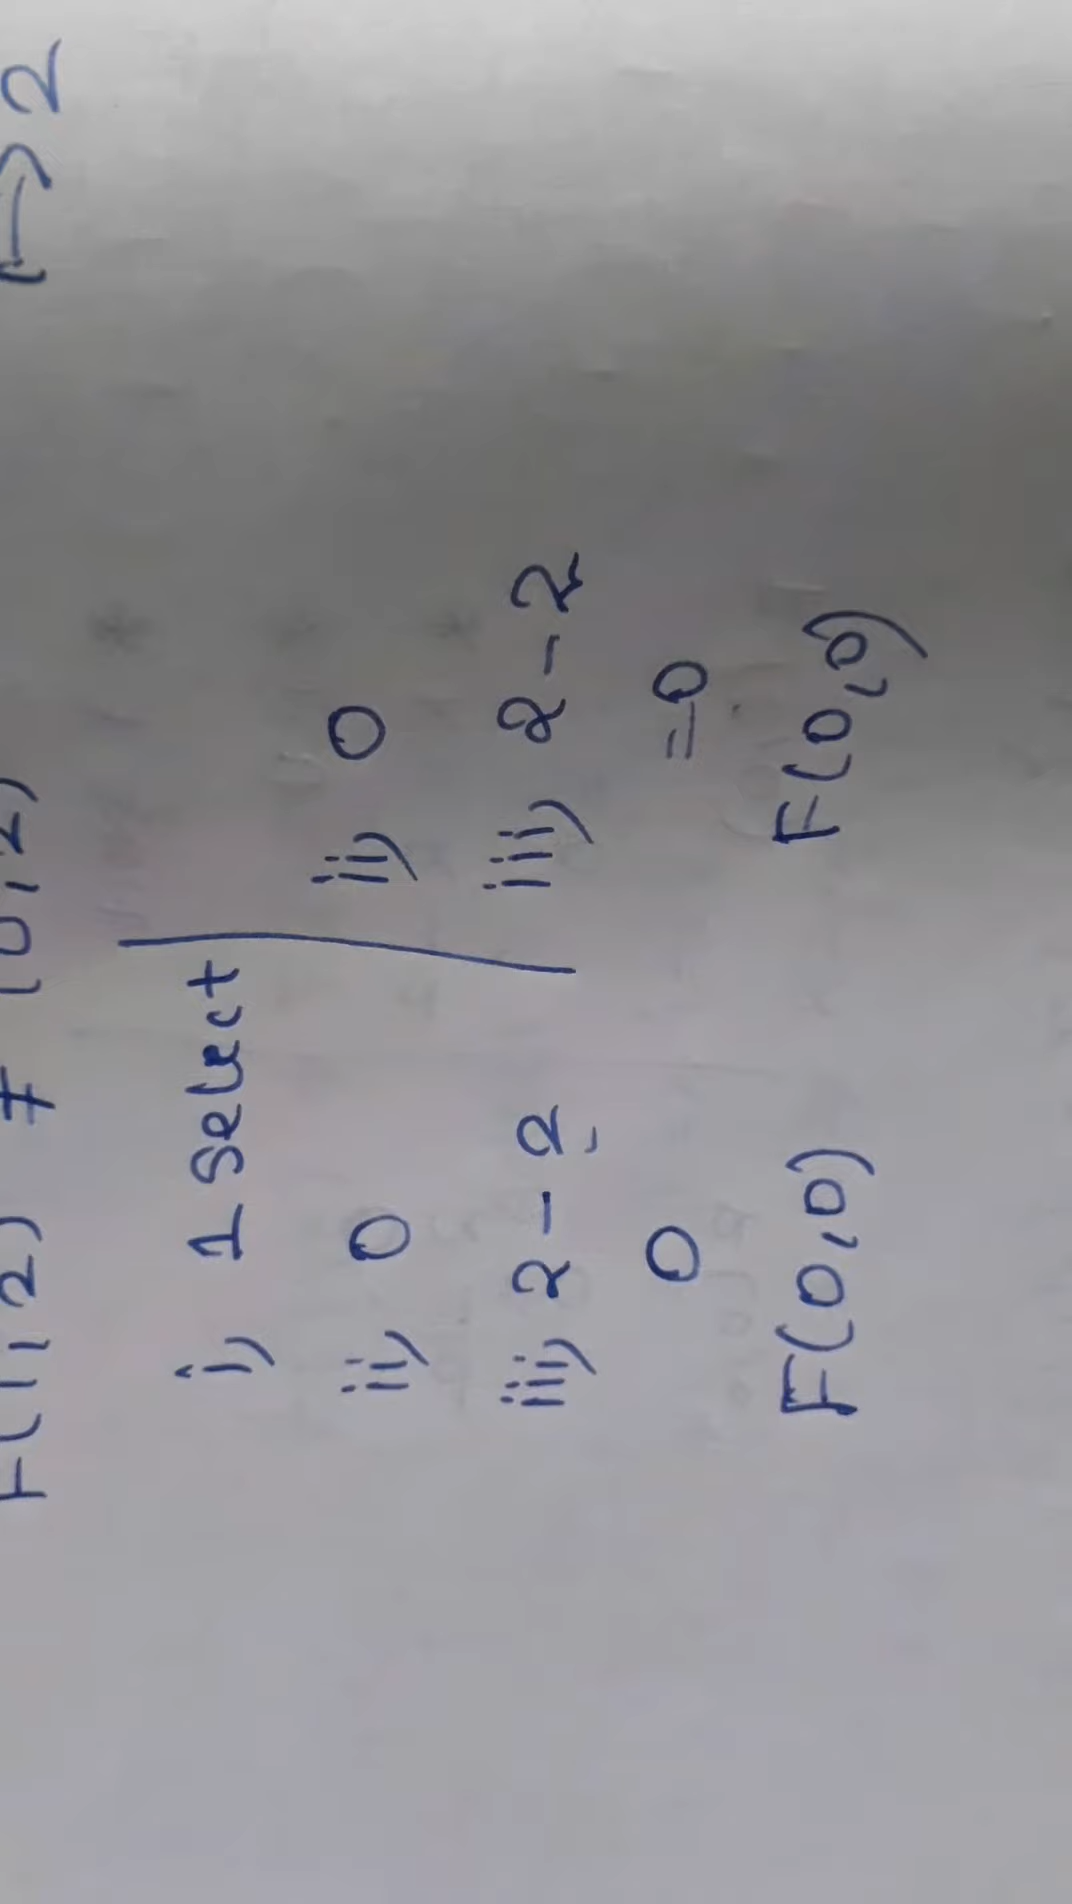 F(1,2) F(0,2) → 2
i) 1 select
ii) 0 ii) 0
iii) 2-2 iii) 2-2
0 =0
F(0,0) F(0,0)